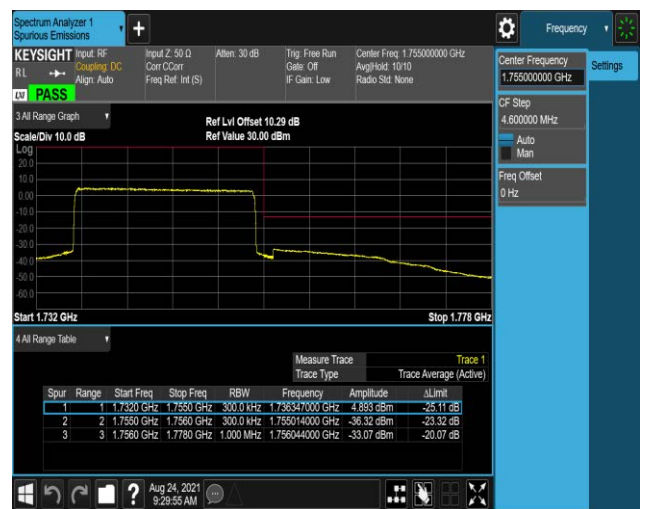 Spectrum Analyzer 1
Spurious Emissions
Frequency
KEYSIGHT
RL
Input: RF
Coupling: DC
Align: Auto
Input Z: 50 Ω
Corr CCorr
Freq Ref: Int (S)
Atten: 30 dB
Trig: Free Run
Gate: Off
IF Gain: Low
Center Freq: 1.755000000 GHz
Avg|Hold: 10/10
Radio Std: None
LXI PASS
Center Frequency
1.755000000 GHz
Settings
CF Step
4.600000 MHz
Auto
Man
Freq Offset
0 Hz
3 All Range Graph
Scale/Div 10.0 dB
Ref Lvl Offset 10.29 dB
Ref Value 30.00 dBm
Log
20.0
10.0
0.00
-10.0
-20.0
-30.0
-40.0
-50.0
-60.0
Start 1.732 GHz
Stop 1.778 GHz
4 All Range Table
Measure Trace Trace 1
Trace Type Trace Average (Active)
Spur Range Start Freq Stop Freq RBW Frequency Amplitude ΔLimit
1 1 1.7320 GHz 1.7550 GHz 300.0 kHz 1.736347000 GHz 4.893 dBm -25.11 dB
2 2 1.7550 GHz 1.7560 GHz 300.0 kHz 1.755014000 GHz -36.32 dBm -23.32 dB
3 3 1.7560 GHz 1.7780 GHz 1.000 MHz 1.756044000 GHz -33.07 dBm -20.07 dB
Aug 24, 2021
9:29:55 AM